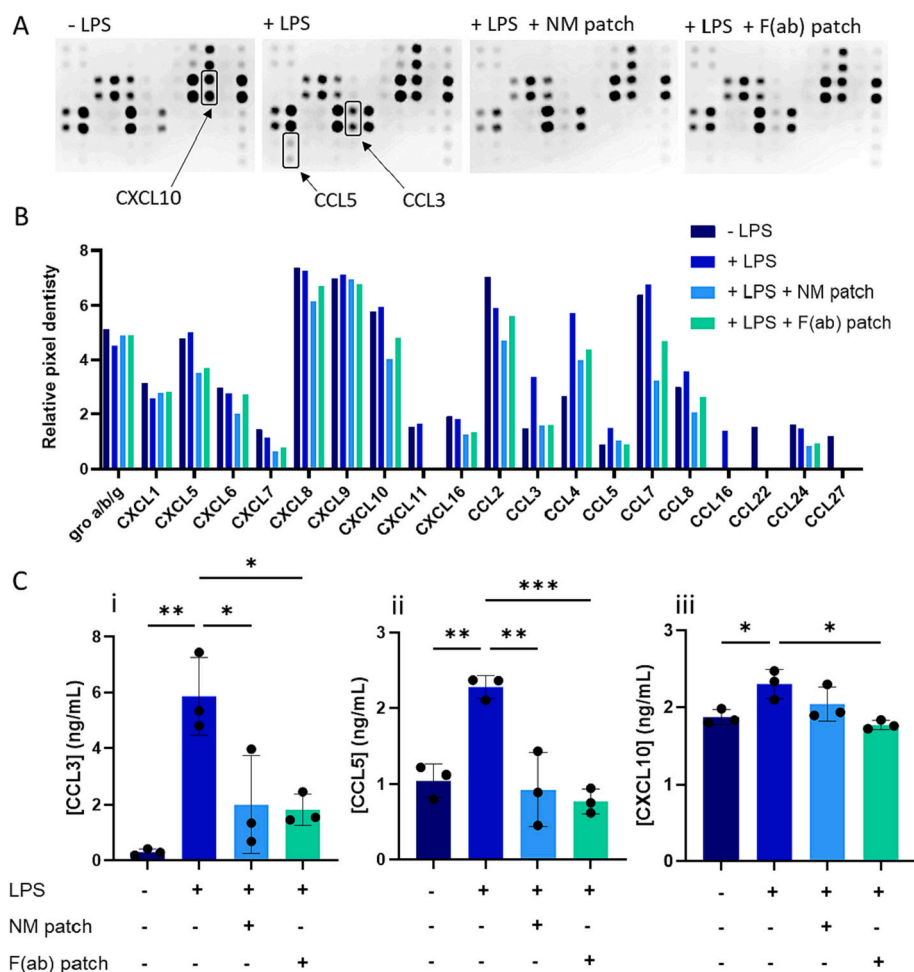 A
- LPS
+ LPS
+ LPS + NM patch
+ LPS + F(ab) patch
CXCL10
CCL5
CCL3
B
- LPS
+ LPS
+ LPS + NM patch
+ LPS + F(ab) patch
Relative pixel dentisty
8
6
4
2
0
gro a/b/g
CXCL1
CXCL5
CXCL6
CXCL7
CXCL8
CXCL9
CXCL10
CXCL11
CXCL16
CCL2
CCL3
CCL4
CCL5
CCL7
CCL8
CCL16
CCL22
CCL24
CCL27
C
i
** * *
[CCL3] (ng/mL)
8
6
4
2
0
ii
***
** **
[CCL5] (ng/mL)
3
2
1
0
iii
* *
[CXCL10] (ng/mL)
3
2
1
0
LPS - + + + - + + + - + + +
NM patch - - + - - - + - - - + -
F(ab) patch - - - + - - - + - - - +